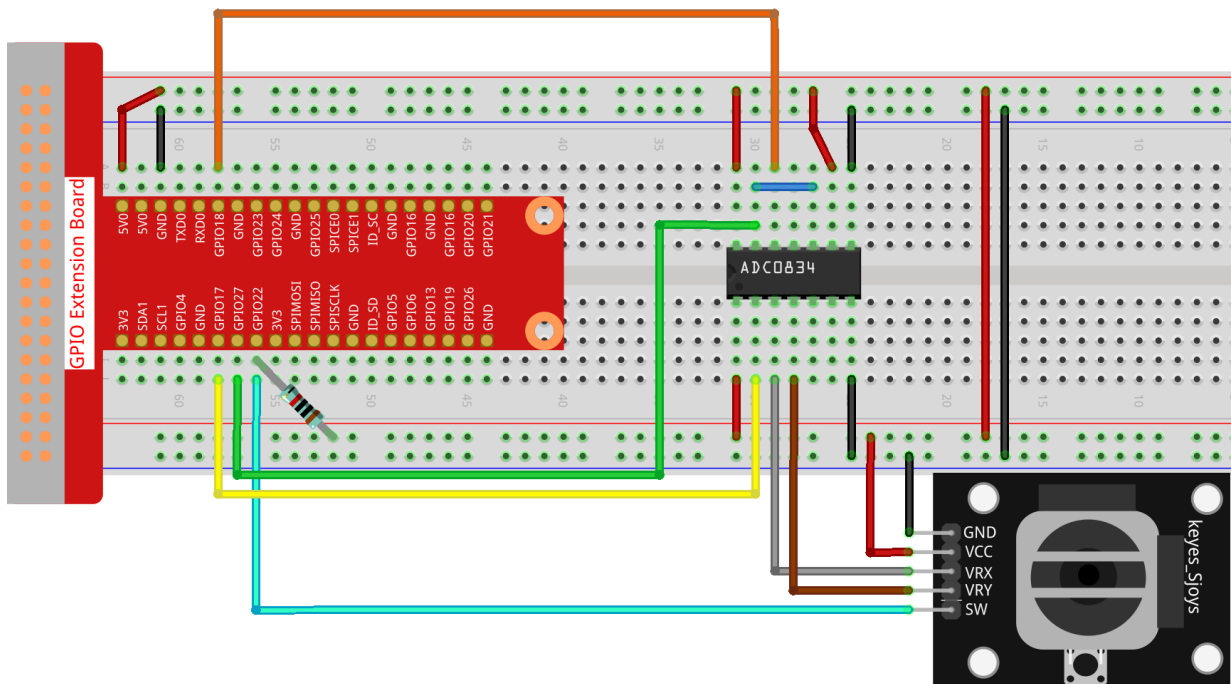 GPIO Extension Board
60
55
50
45
40
35
30
20
15
A
B
5V0
5V0
GND
TXD0
RXD0
GPIO18
GND
GPIO23
GPIO24
GND
GPIO25
SPICE0
SPICE1
ID_SC
GND
GPIO16
GND
GPIO16
GPIO20
GPIO21
ADC0834
3V3
SDA1
SCL1
GPIO4
GND
GPIO17
GPIO27
GPIO22
3V3
SPIMOSI
SPIMISO
SPISCLK
GND
ID_SD
GPIO5
GPIO6
GPIO13
GPIO19
GPIO26
GND
60
55
50
45
40
35
20
15
GND
VCC
VRX
VRY
SW
keyes_Sjoys